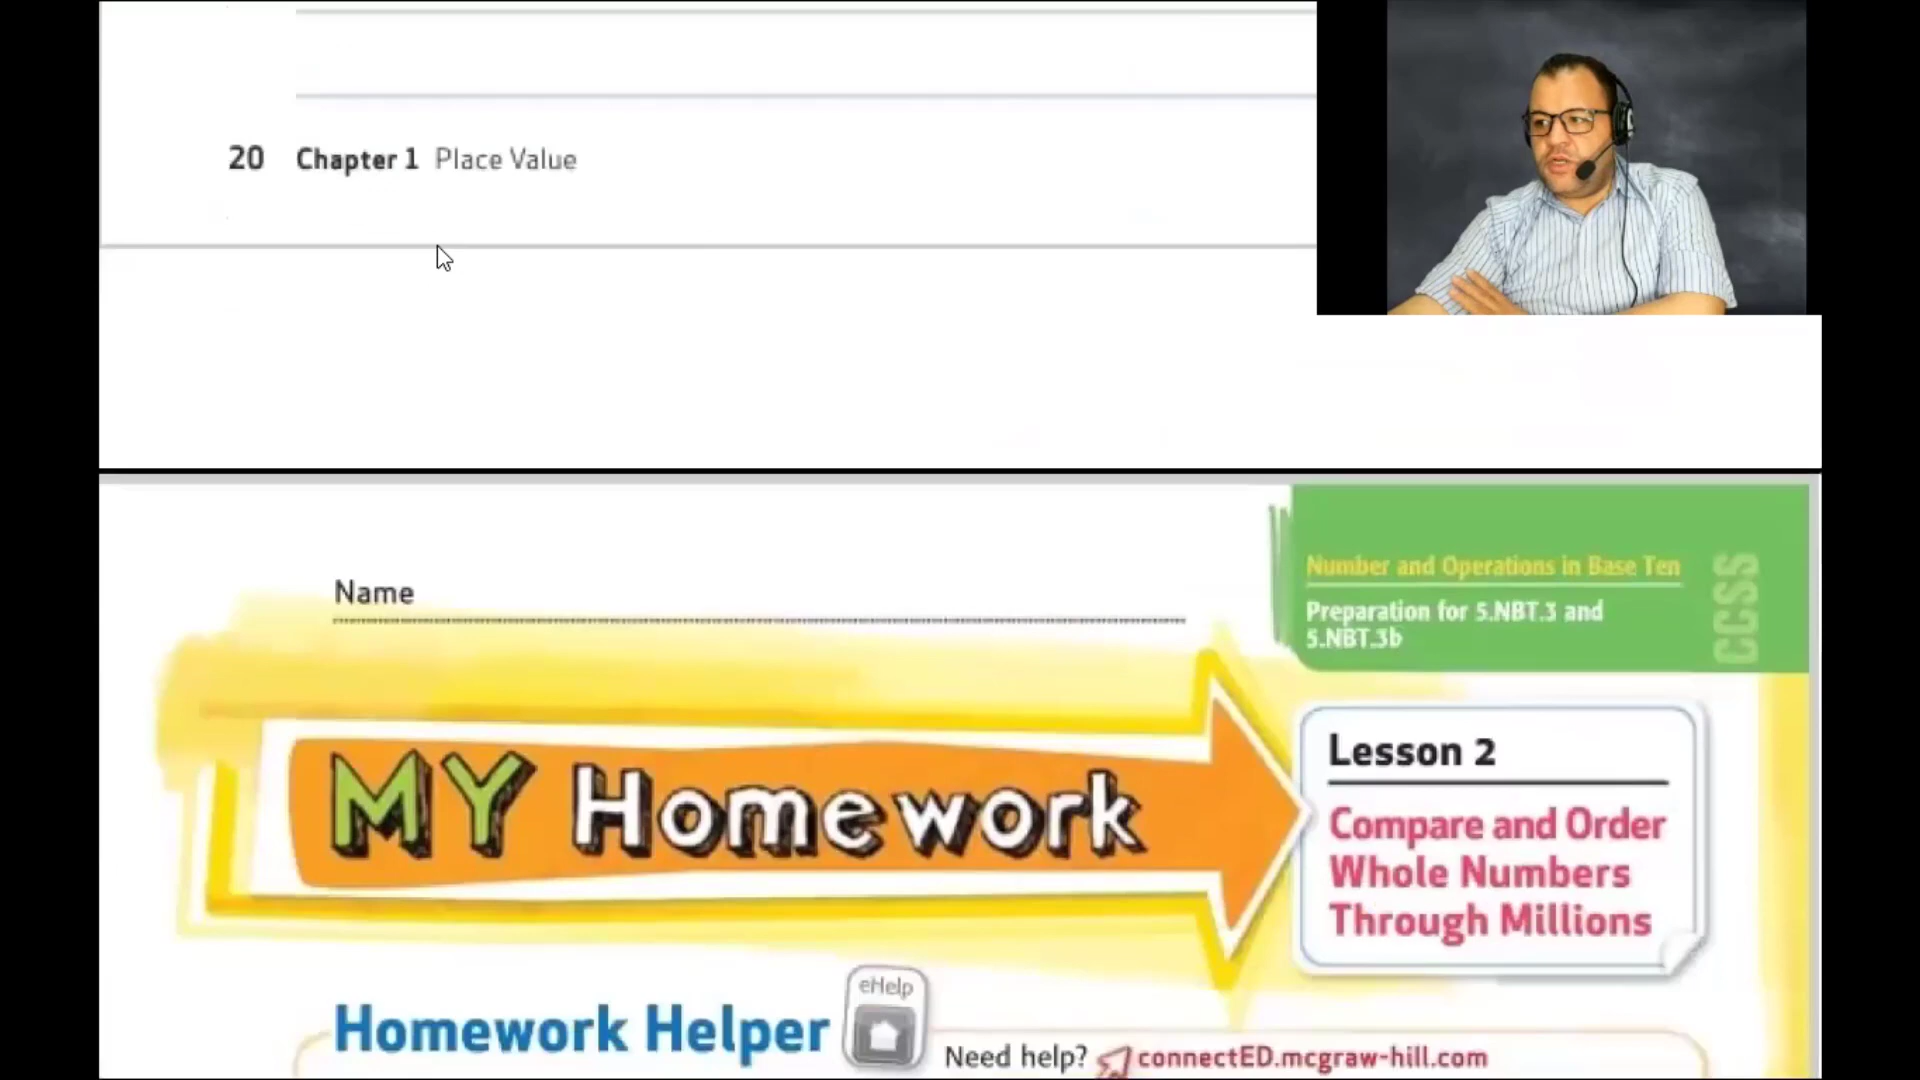 20 Chapter 1 Place Value
Name
Number and Operations in Base Ten
Preparation for 5.NBT.3 and
5.NBT.3b
CCSS
MY Homework
Lesson 2
Compare and Order
Whole Numbers
Through Millions
Homework Helper
eHelp
Need help? connectED.mcgraw-hill.com